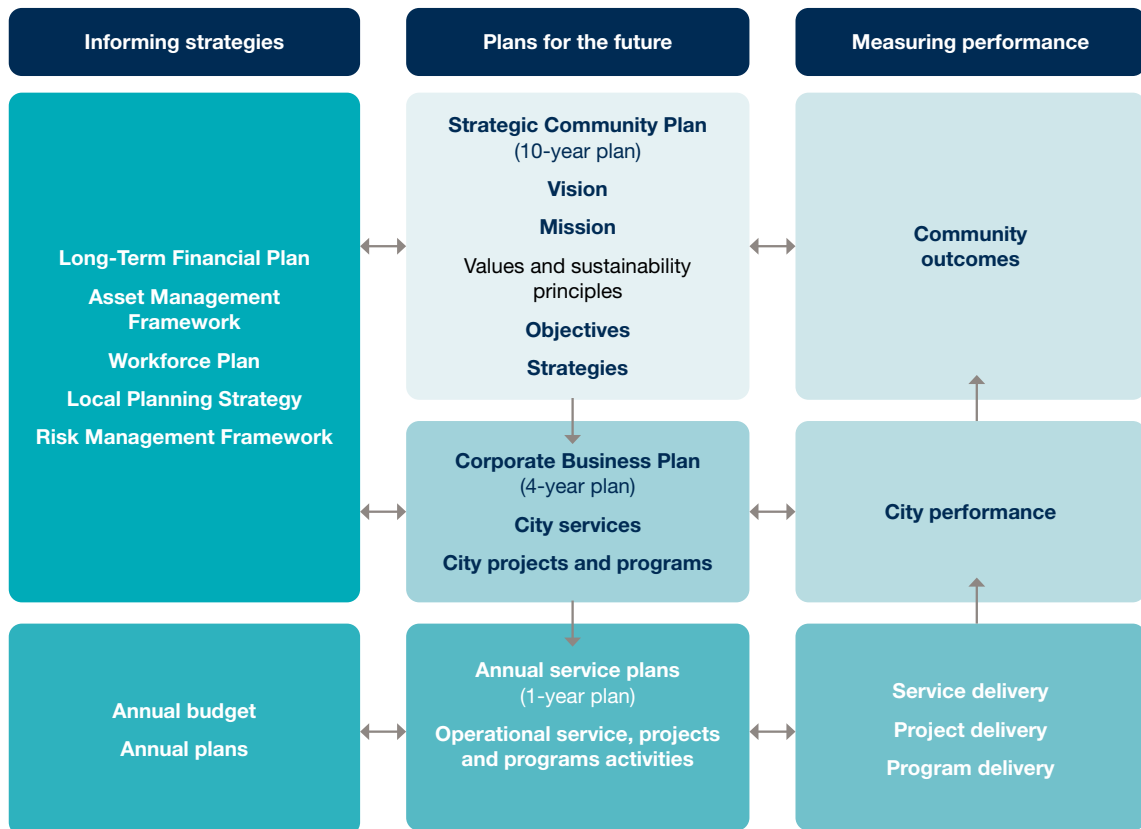 Informing strategies
Plans for the future
Measuring performance
Long-Term Financial Plan
Asset Management
Framework
Workforce Plan
Local Planning Strategy
Risk Management Framework
Strategic Community Plan
(10-year plan)
Vision
Mission
Values and sustainability
principles
Objectives
Strategies
Community
outcomes
Corporate Business Plan
(4-year plan)
City services
City projects and programs
City performance
Annual budget
Annual plans
Annual service plans
(1-year plan)
Operational service, projects
and programs activities
Service delivery
Project delivery
Program delivery